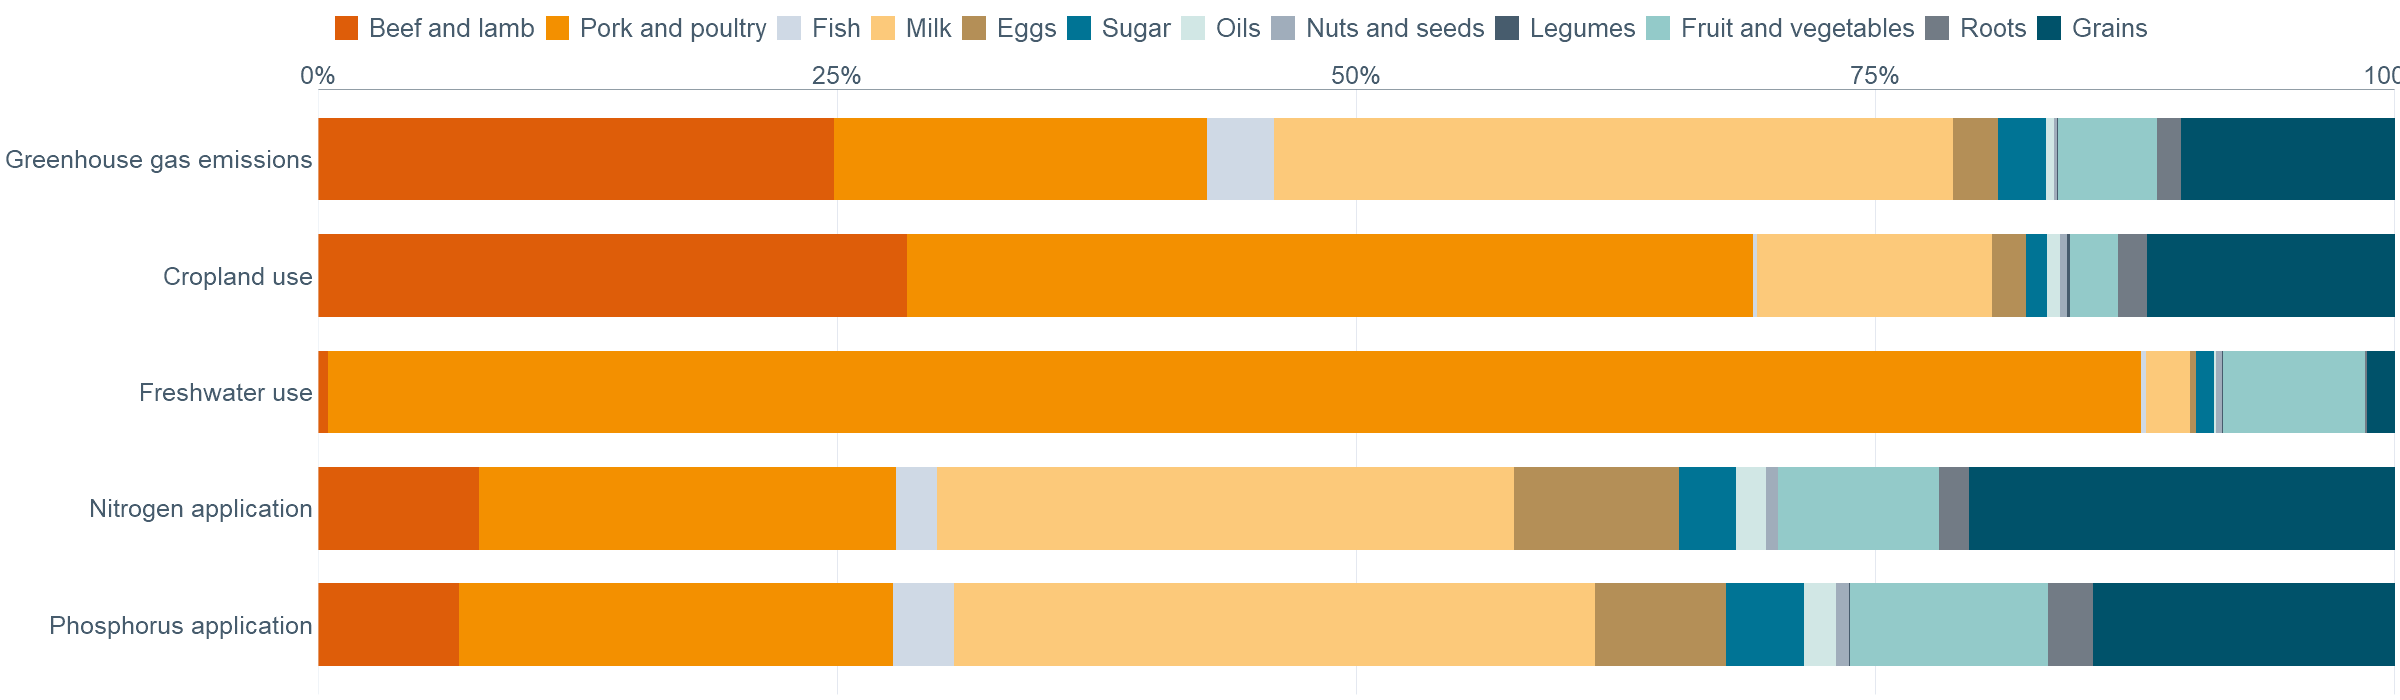 Beef and lamb Pork and poultry Fish Milk Eggs Sugar Oils Nuts and seeds Legumes Fruit and vegetables Roots Grains
0% 25% 50% 75% 100
Greenhouse gas emissions
Cropland use
Freshwater use
Nitrogen application
Phosphorus application